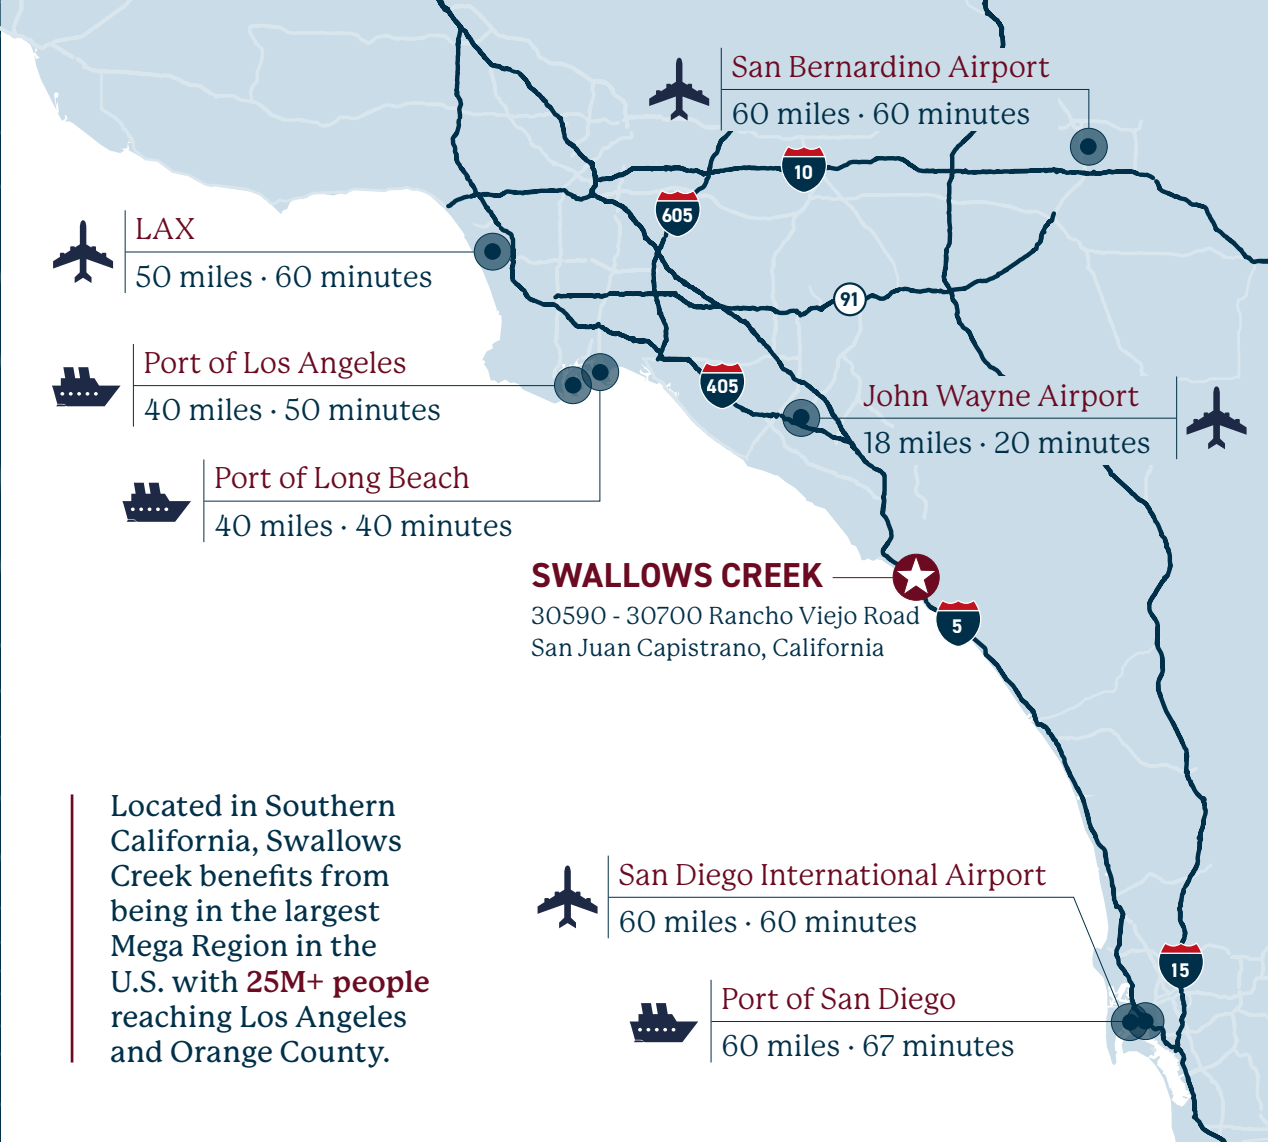 San Bernardino Airport
60 miles · 60 minutes
10
605
LAX
50 miles · 60 minutes
91
Port of Los Angeles
40 miles · 50 minutes
405
John Wayne Airport
18 miles · 20 minutes
Port of Long Beach
40 miles · 40 minutes
SWALLOWS CREEK
30590 - 30700 Rancho Viejo Road
San Juan Capistrano, California
5
Located in Southern
California, Swallows
Creek benefits from
being in the largest
Mega Region in the
U.S. with 25M+ people
reaching Los Angeles
and Orange County.
San Diego International Airport
60 miles · 60 minutes
15
Port of San Diego
60 miles · 67 minutes